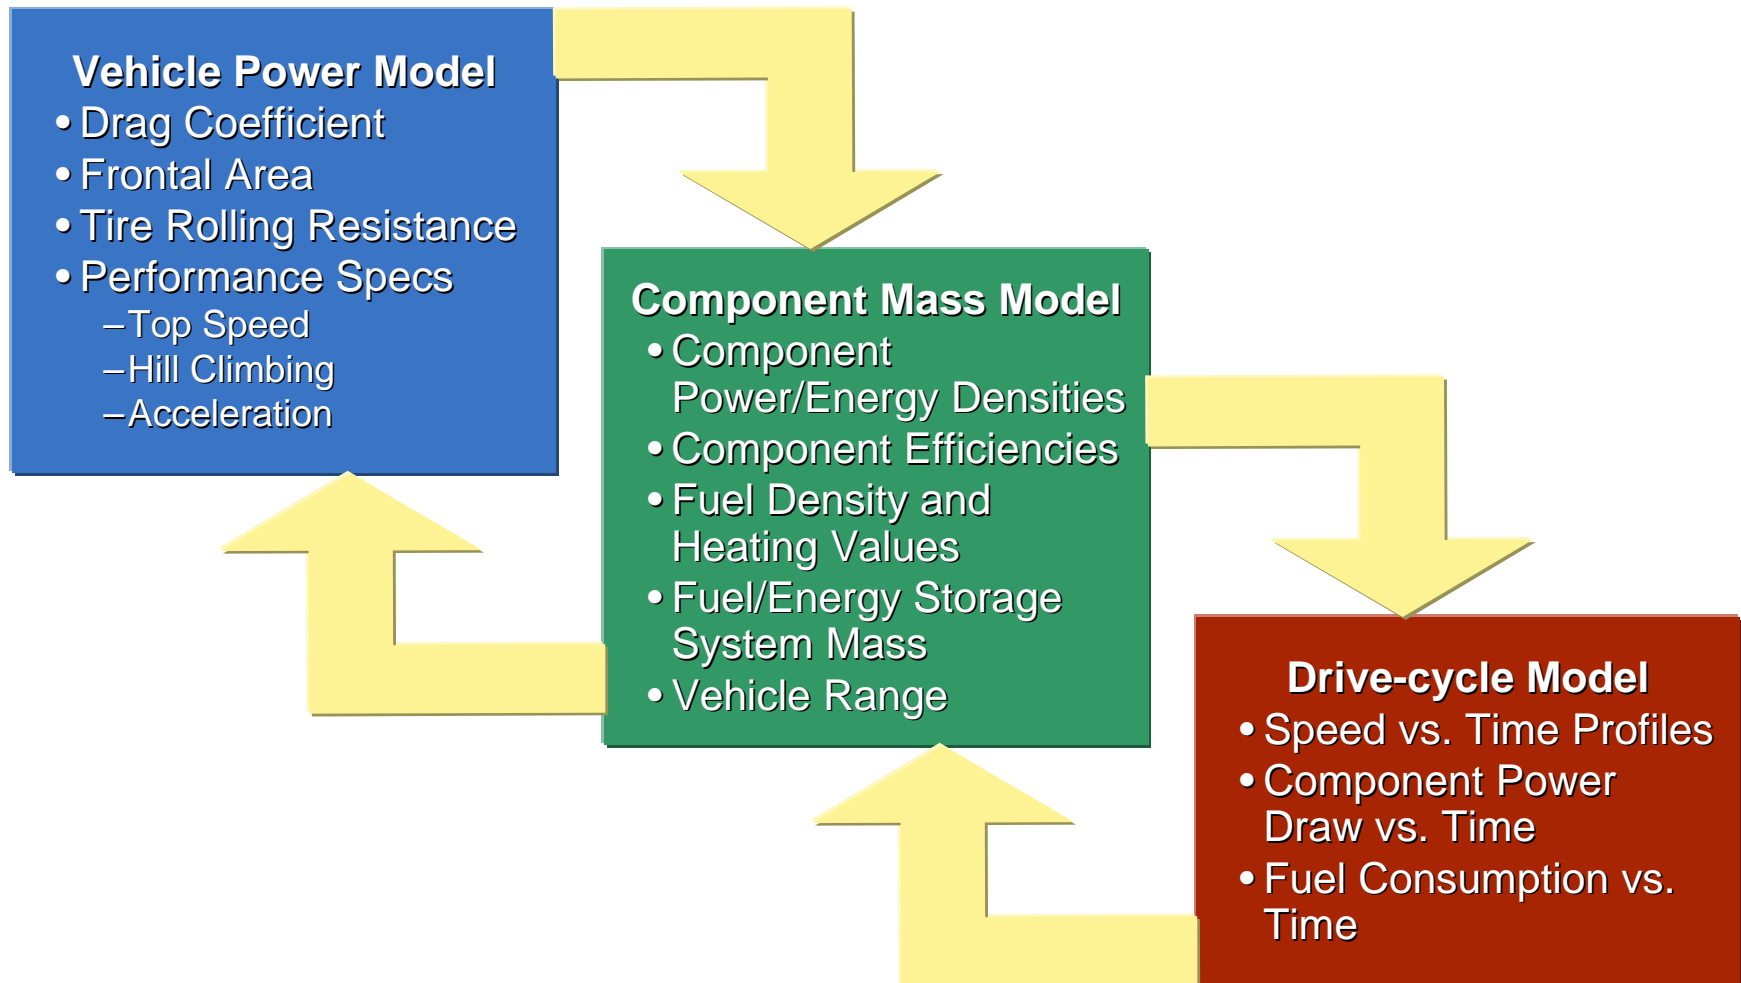 Vehicle Power Model
•Drag Coefficient
•Frontal Area
•Tire Rolling Resistance
•Performance Specs
–Top Speed
–Hill Climbing
–Acceleration
Component Mass Model
•Component
Power/Energy Densities
•Component Efficiencies
•Fuel Density and
Heating Values
•Fuel/Energy Storage
System Mass
•Vehicle Range
Drive-cycle Model
•Speed vs. Time Profiles
•Component Power
Draw vs. Time
•Fuel Consumption vs.
Time